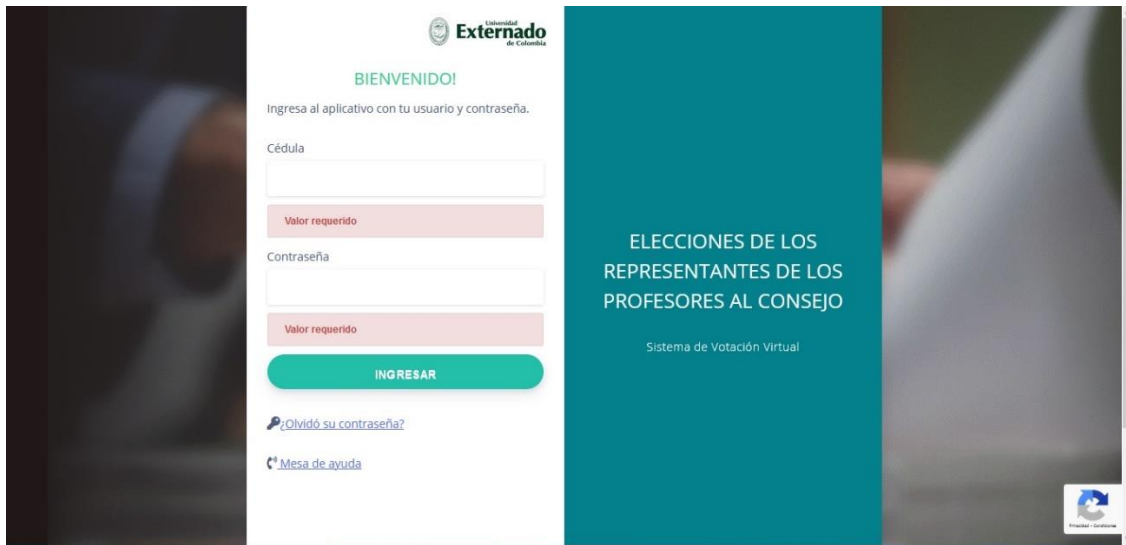 Universidad
Externado
de Colombia
BIENVENIDO!
Ingresa al aplicativo con tu usuario y contraseña.
Cédula
Valor requerido
Contraseña
Valor requerido
INGRESAR
¿Olvidó su contraseña?
Mesa de ayuda
ELECCIONES DE LOS
REPRESENTANTES DE LOS
PROFESORES AL CONSEJO
Sistema de Votación Virtual
Privacidad - Condiciones